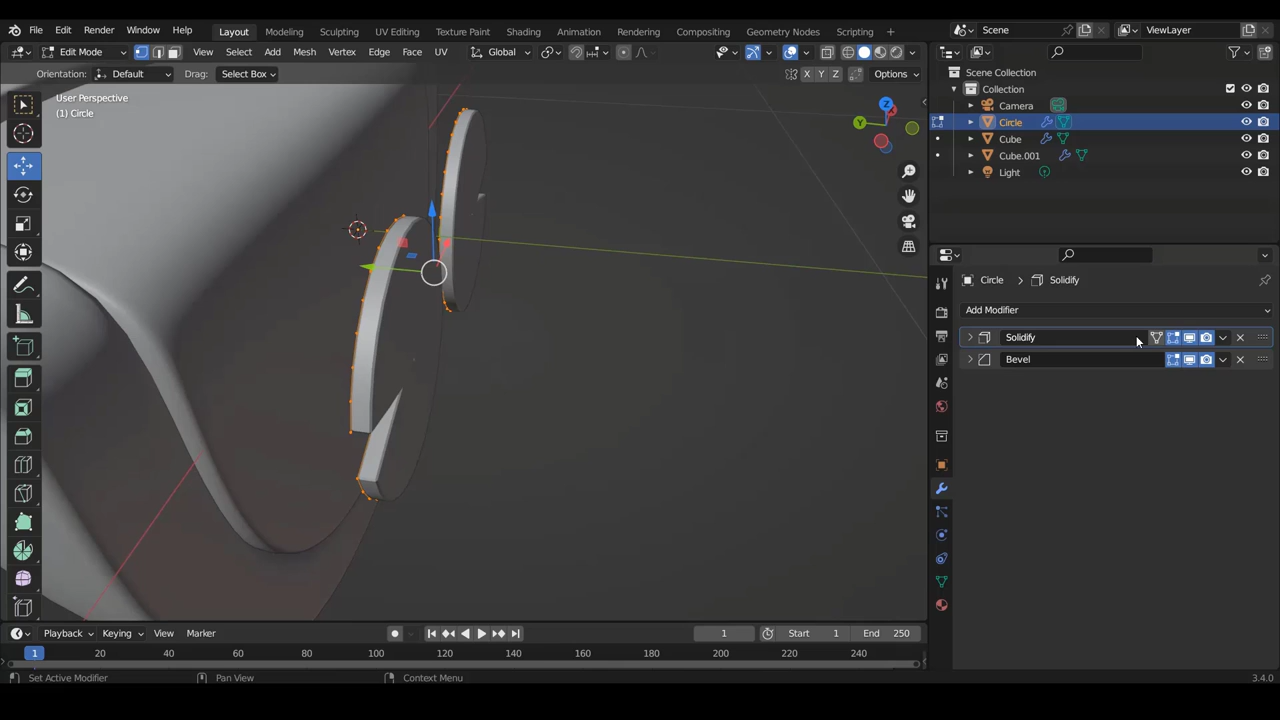 File Edit Render Window Help Layout Modeling Sculpting UV Editing Texture Paint Shading Animation Rendering Compositing Geometry Nodes Scripting Scene ViewLayer
Edit Mode View Select Add Mesh Vertex Edge Face UV Global
Orientation: Default Drag: Select Box X Y Z Options
Scene Collection
Collection
Camera
Circle
Cube
Cube.001
Light
User Perspective
(1) Circle
Z
Y
Circle Solidify
Add Modifier
Solidify
Bevel
Playback Keying View Marker 1 Start 1 End 250
1 20 40 60 80 100 120 140 160 180 200 220 240
Set Active Modifier Pan View Context Menu 3.4.0